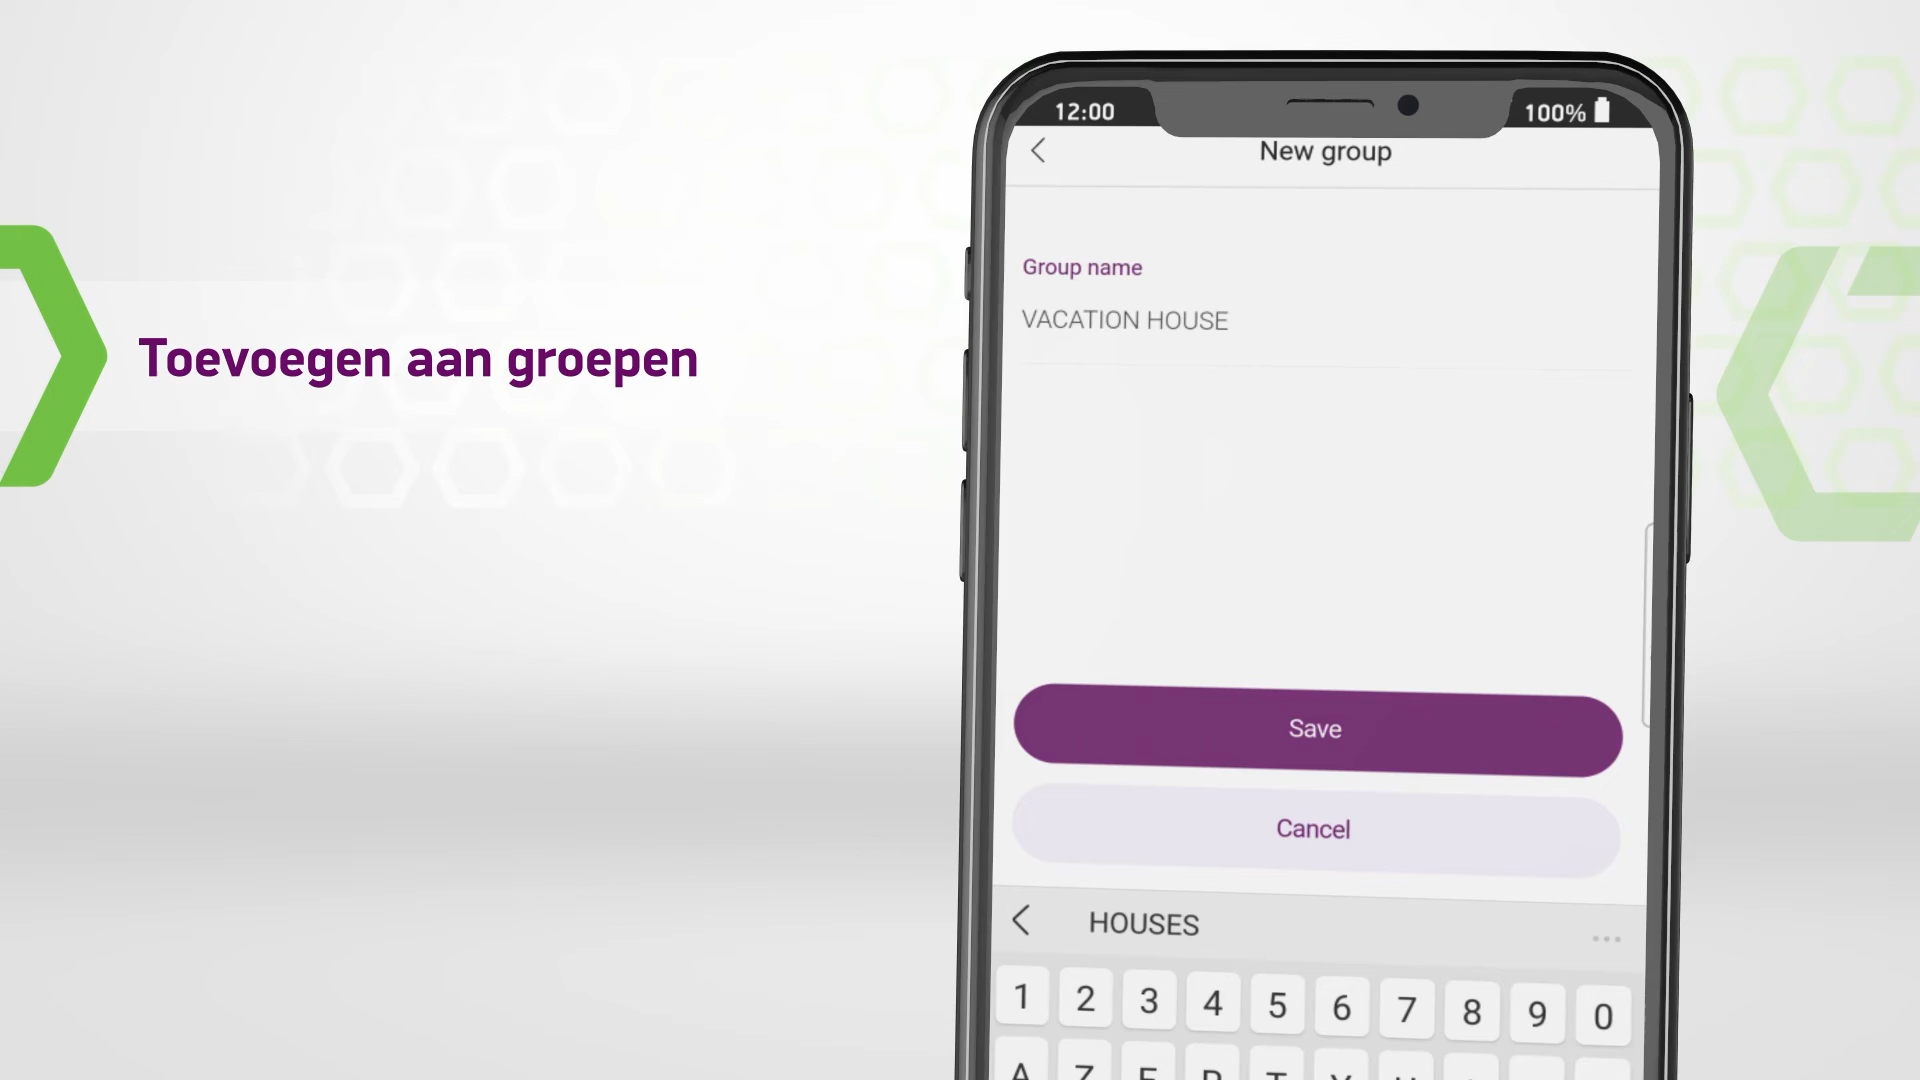 Toevoegen aan groepen
12:00
100%
New group
Group name
VACATION HOUSE
Save
Cancel
HOUSES
1 2 3 4 5 6 7 8 9 0
A Z E R T Y